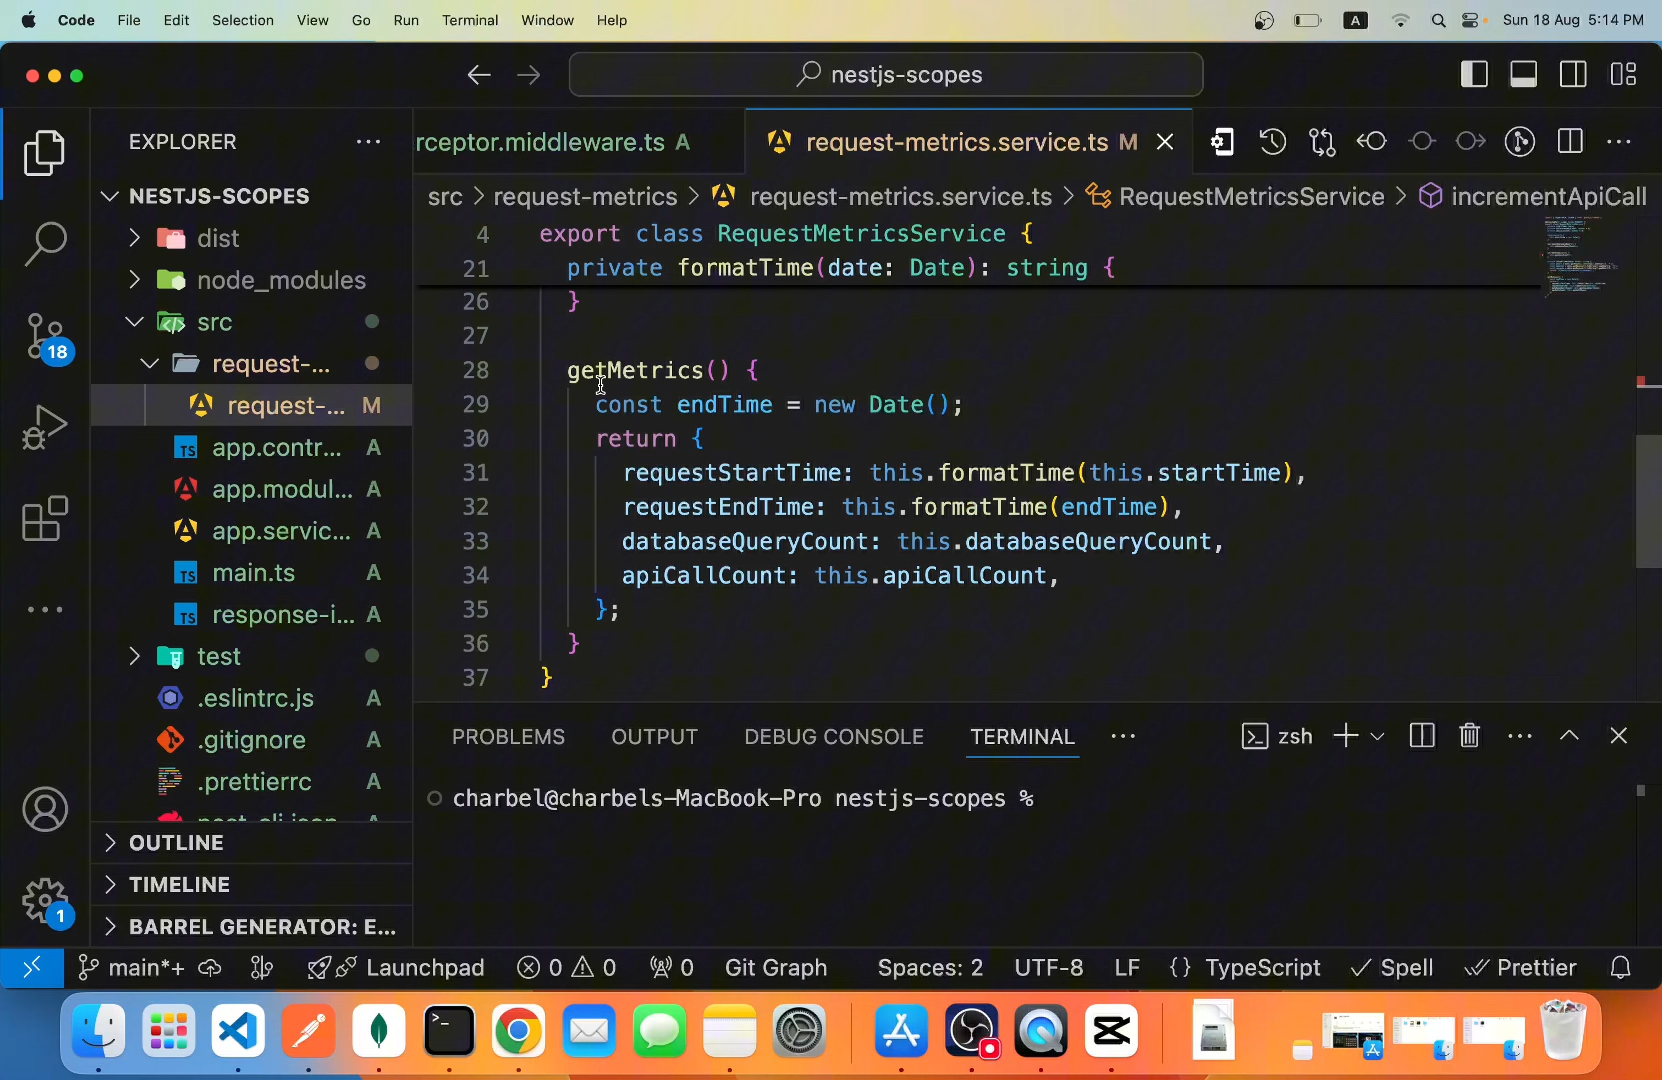 Code File Edit Selection View Go Run Terminal Window Help A Sun 18 Aug 5:14 PM
nestjs-scopes
EXPLORER
rceptor.middleware.ts A
request-metrics.service.ts M
NESTJS-SCOPES
src > request-metrics > request-metrics.service.ts > RequestMetricsService > incrementApiCall
dist
node_modules
src
request-...
request-... M
app.contr... A
app.modul... A
app.servic... A
main.ts A
response-i... A
test
.eslintrc.js A
.gitignore A
.prettierrc A
OUTLINE
TIMELINE
BARREL GENERATOR: E...
18
1
4 export class RequestMetricsService {
21 private formatTime(date: Date): string {
26 }
27
28 getMetrics() {
29 const endTime = new Date();
30 return {
31 requestStartTime: this.formatTime(this.startTime),
32 requestEndTime: this.formatTime(endTime),
33 databaseQueryCount: this.databaseQueryCount,
34 apiCallCount: this.apiCallCount,
35 };
36 }
37 }
PROBLEMS OUTPUT DEBUG CONSOLE TERMINAL zsh
charbel@charbels-MacBook-Pro nestjs-scopes %
main*+ Launchpad 0 0 0 Git Graph Spaces: 2 UTF-8 LF {} TypeScript Spell Prettier